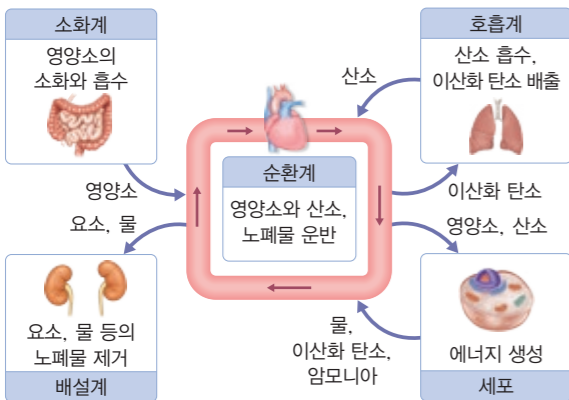 소화계
영양소의
소화와 흡수
호흡계
산소 흡수,
이산화 탄소 배출
산소
순환계
영양소와 산소,
노폐물 운반
영양소
이산화 탄소
요소, 물
영양소, 산소
요소, 물 등의
노폐물 제거
배설계
물,
이산화 탄소,
암모니아
에너지 생성
세포